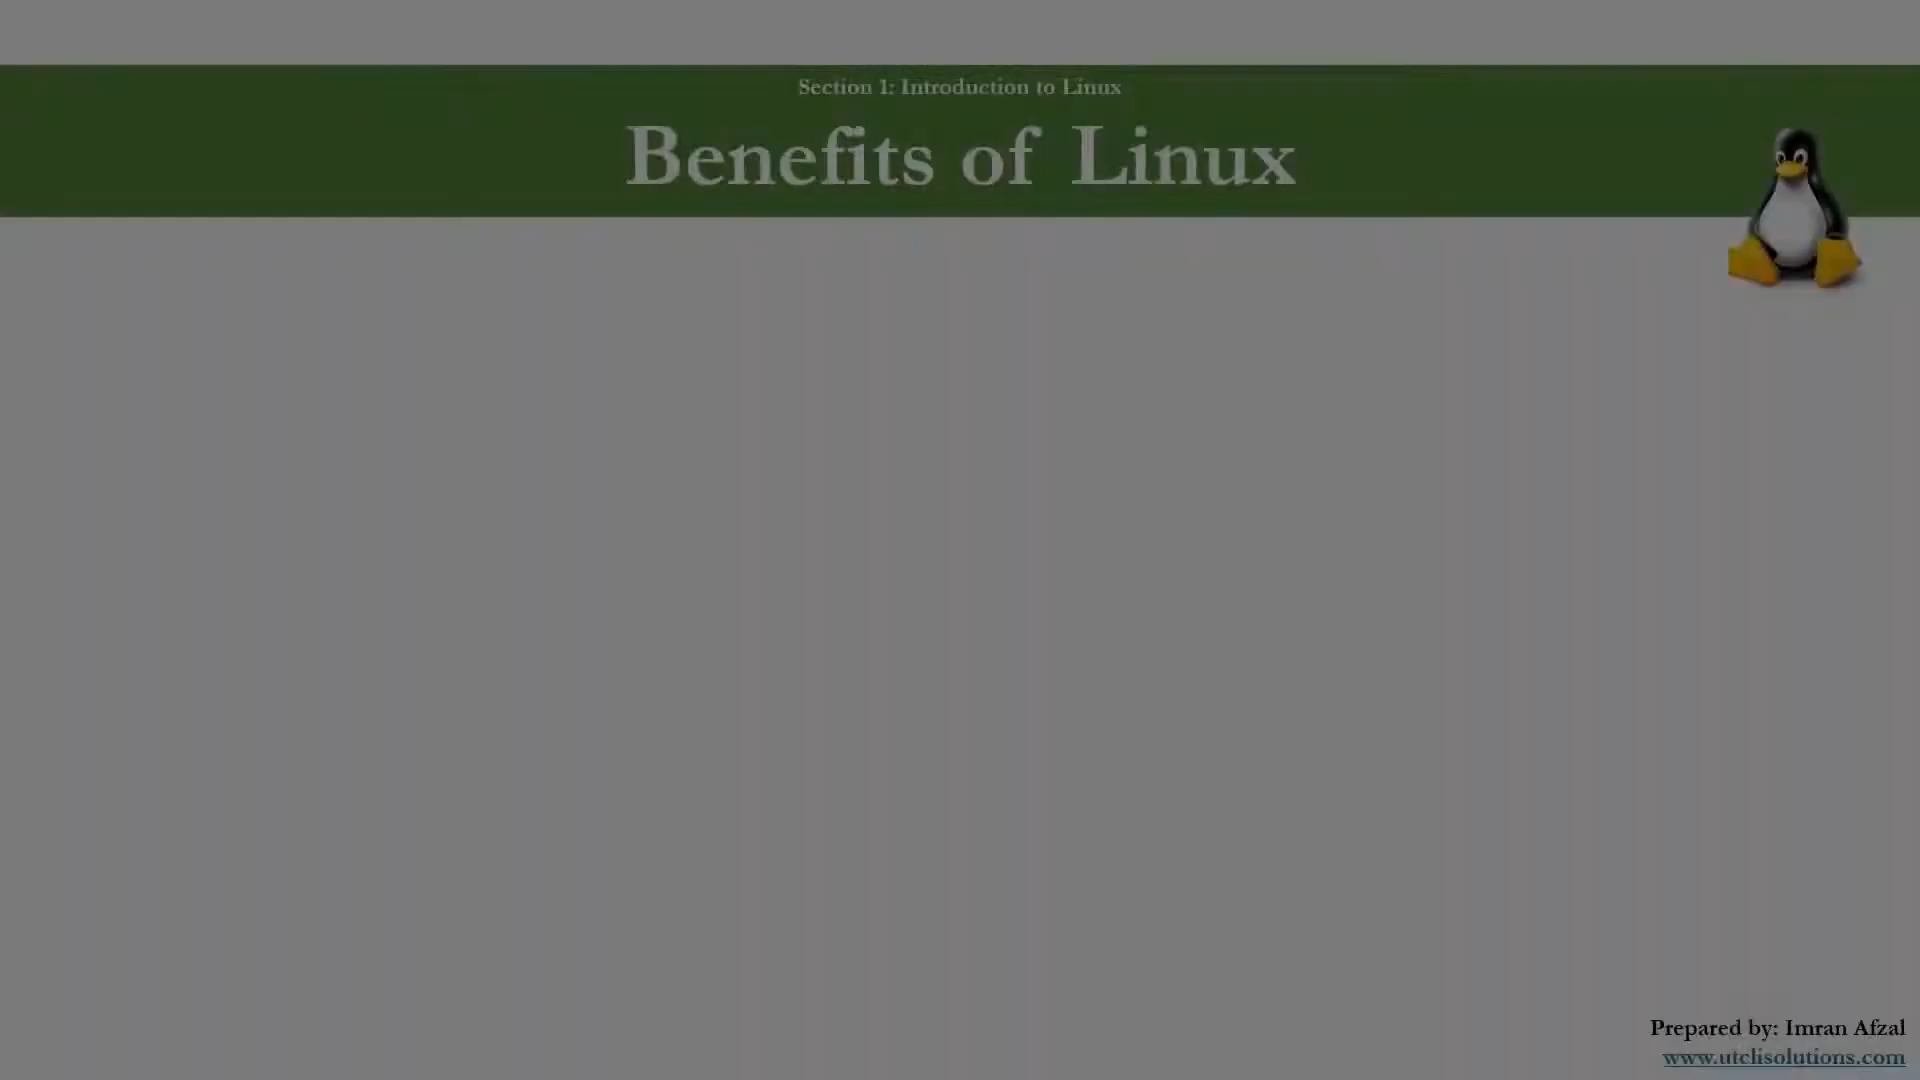 Section 1: Introduction to Linux
Benefits of Linux
Prepared by: Imran Afzal
www.utclisolutions.com